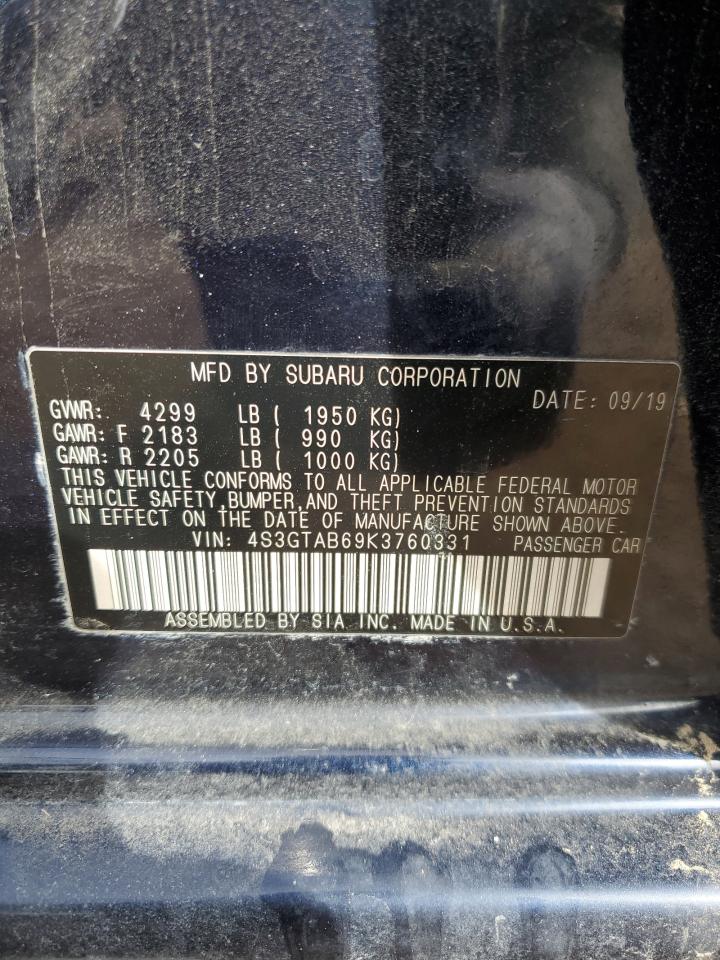 MFD BY SUBARU CORPORATION
DATE: 09/19
GVWR: 4299 LB ( 1950 KG)
GAWR: F 2183 LB ( 990 KG)
GAWR: R 2205 LB ( 1000 KG)
THIS VEHICLE CONFORMS TO ALL APPLICABLE FEDERAL MOTOR
VEHICLE SAFETY,BUMPER,AND THEFT PREVENTION STANDARDS
IN EFFECT ON THE DATE OF MANUFACTURE SHOWN ABOVE.
VIN: 4S3GTAB69K3760331 PASSENGER CAR
ASSEMBLED BY SIA INC. MADE IN U.S.A.